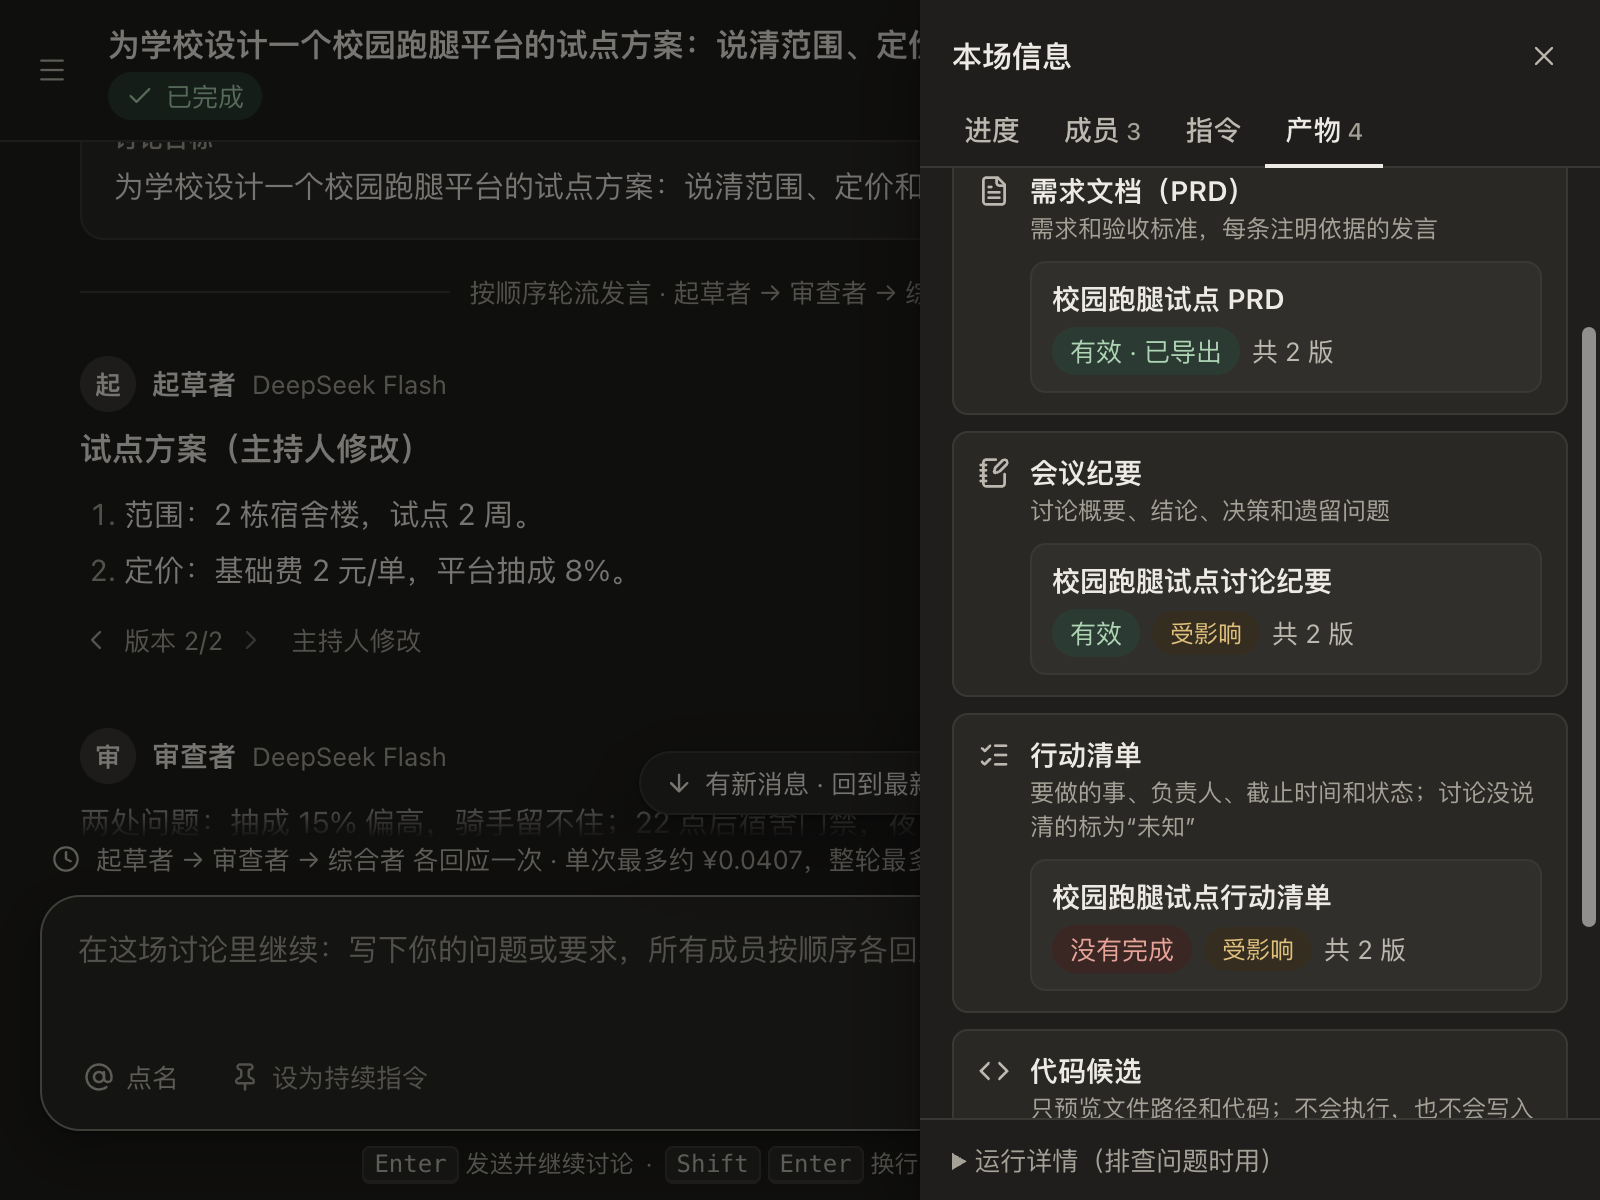 为学校设计一个校园跑腿平台的试点方案：说清范围、定价
已完成
讨论目标
为学校设计一个校园跑腿平台的试点方案：说清范围、定价和
按顺序轮流发言 · 起草者 → 审查者 → 综
起 起草者 DeepSeek Flash
试点方案（主持人修改）
1. 范围：2 栋宿舍楼，试点 2 周。
2. 定价：基础费 2 元/单，平台抽成 8%。
版本 2/2 主持人修改
审 审查者 DeepSeek Flash
有新消息 · 回到最新
两处问题：抽成 15% 偏高，骑手留不住；22 点后宿舍门禁，夜
起草者 → 审查者 → 综合者 各回应一次 · 单次最多约 ¥0.0407，整轮最多
在这场讨论里继续：写下你的问题或要求，所有成员按顺序各回
@ 点名 设为持续指令
Enter 发送并继续讨论 · Shift Enter 换行
本场信息
进度 成员 3 指令 产物 4
需求文档（PRD）
需求和验收标准，每条注明依据的发言
校园跑腿试点 PRD
有效 · 已导出 共 2 版
会议纪要
讨论概要、结论、决策和遗留问题
校园跑腿试点讨论纪要
有效 受影响 共 2 版
行动清单
要做的事、负责人、截止时间和状态；讨论没说
清的标为“未知”
校园跑腿试点行动清单
没有完成 受影响 共 2 版
代码候选
只预览文件路径和代码；不会执行，也不会写入
运行详情（排查问题时用）